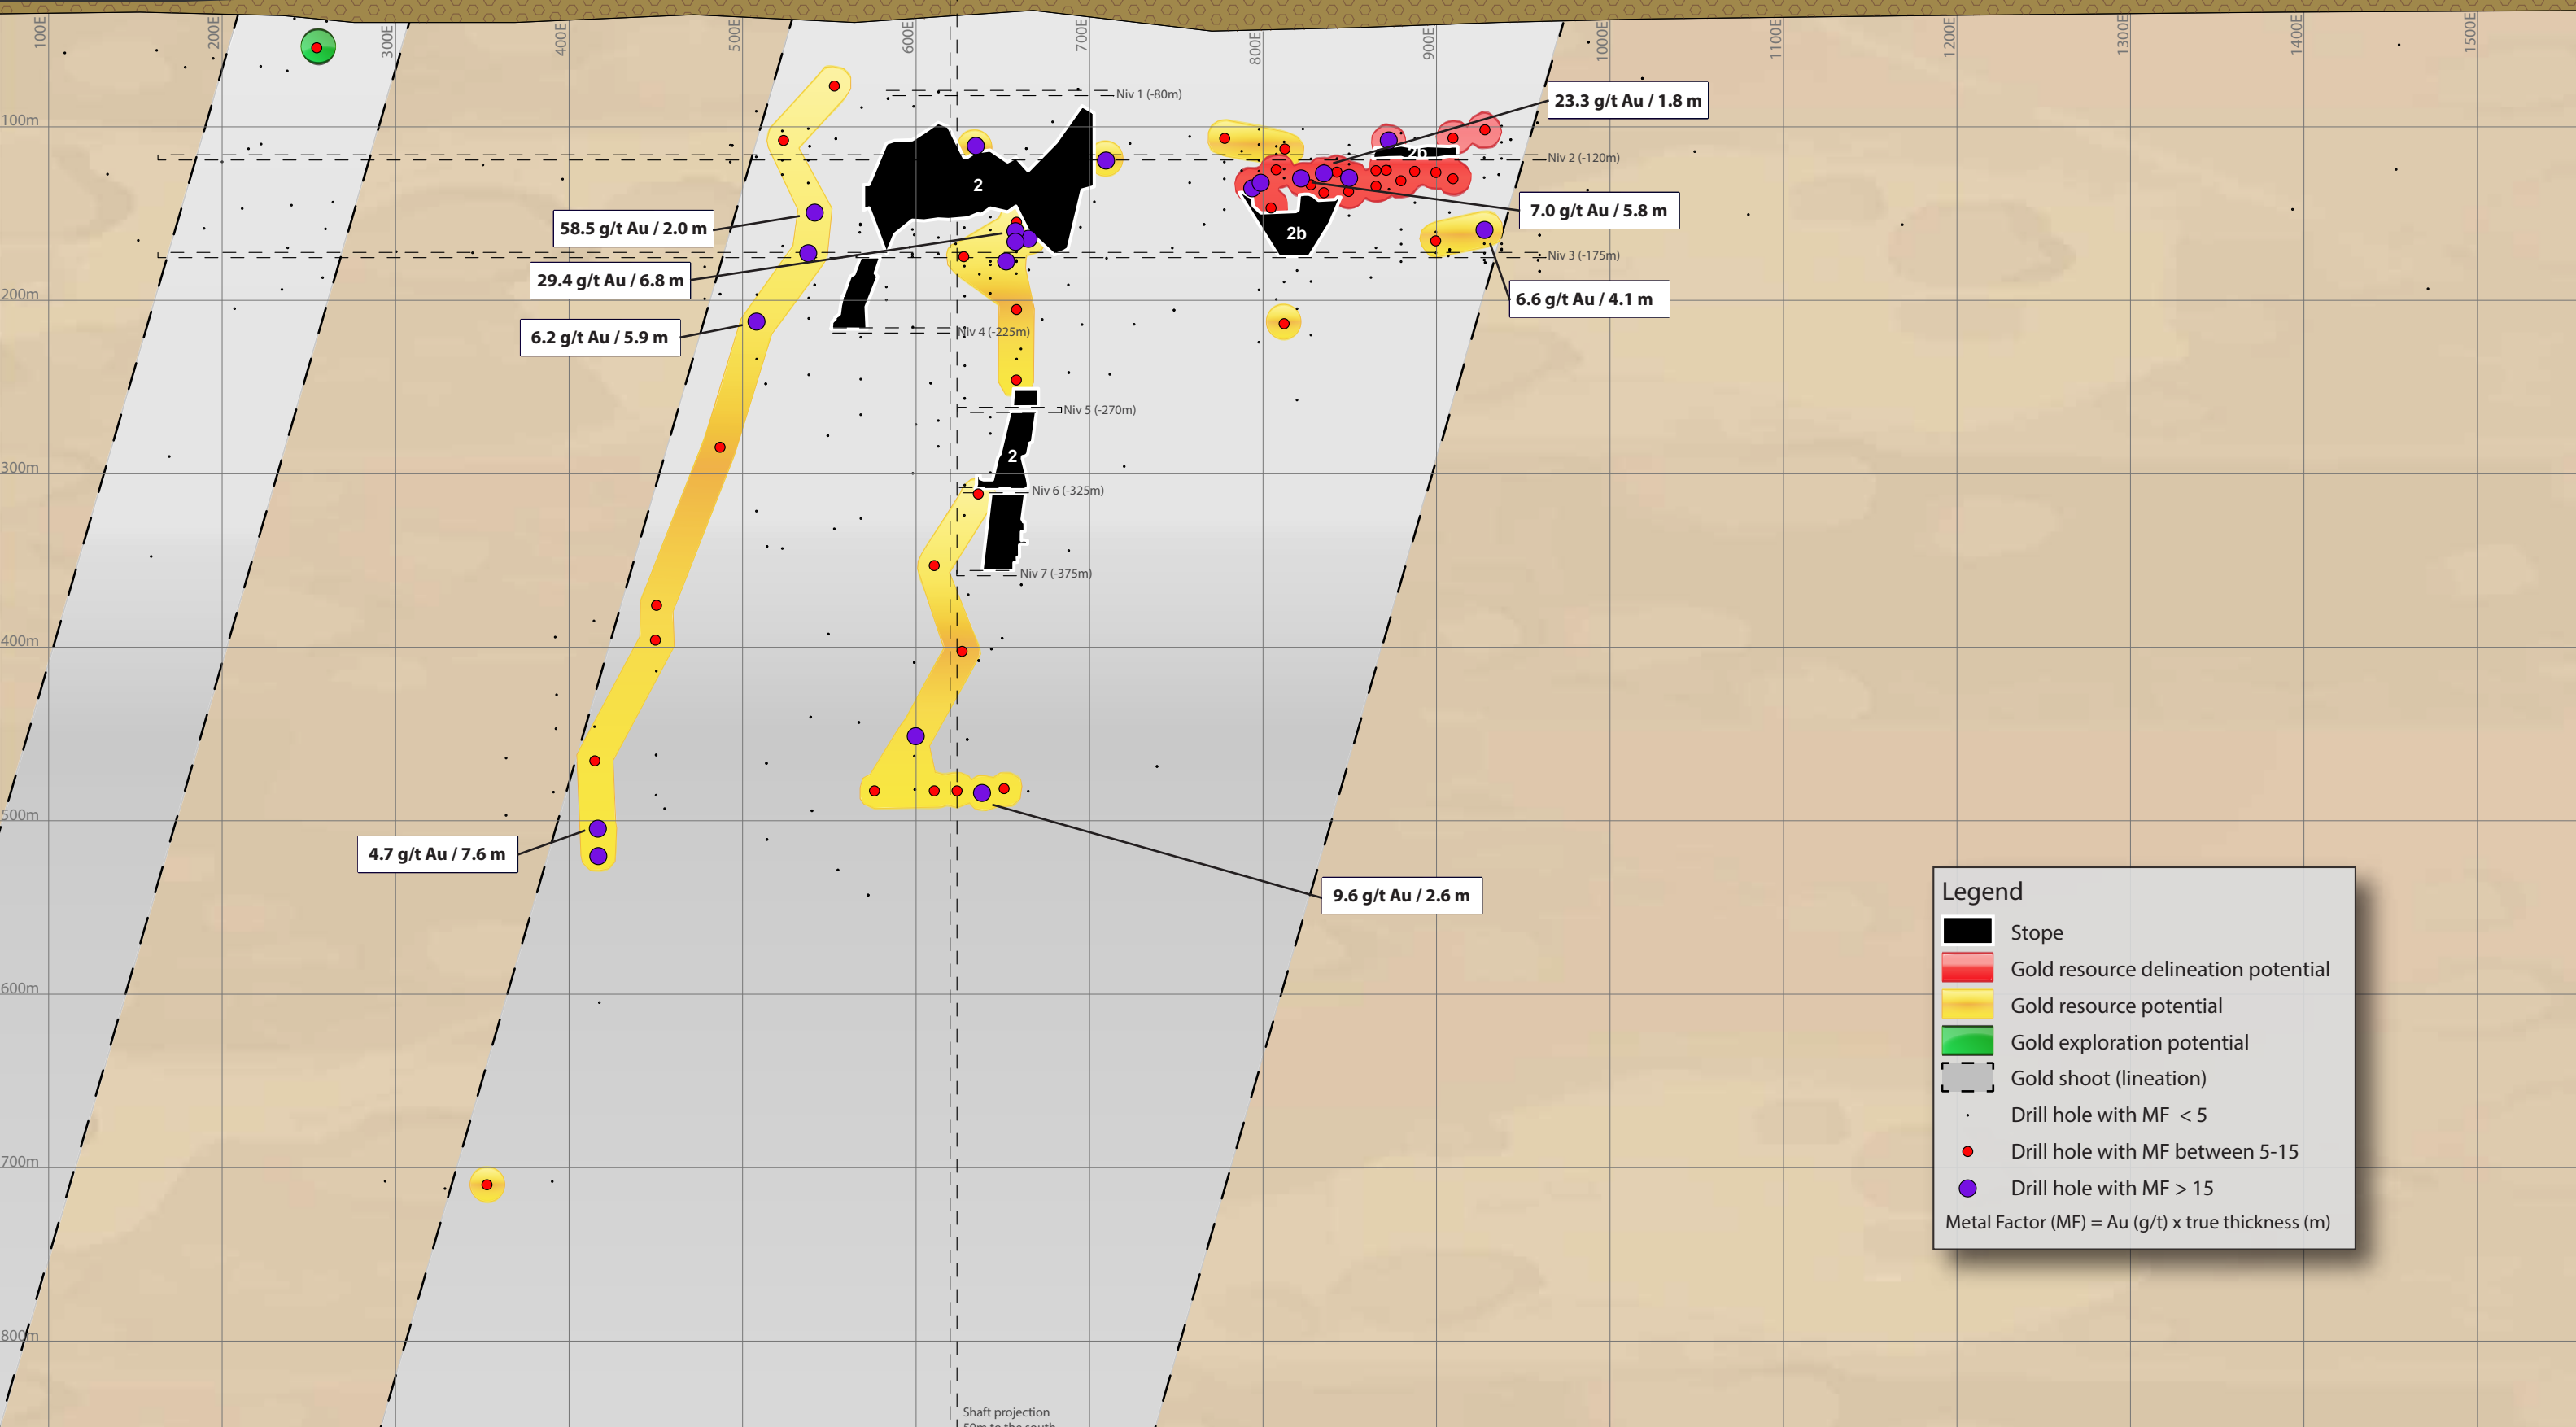 100E
200E
300E
400E
500E
600E
700E
800E
900E
1000E
1100E
1200E
1300E
1400E
1500E
Niv 1 (-80m)
23.3 g/t Au / 1.8 m
100m
2b
Niv 2 (-120m)
2
58.5 g/t Au / 2.0 m
7.0 g/t Au / 5.8 m
2b
Niv 3 (-175m)
29.4 g/t Au / 6.8 m
200m
6.6 g/t Au / 4.1 m
6.2 g/t Au / 5.9 m
Niv 4 (-225m)
Niv 5 (-270m)
2
300m
Niv 6 (-325m)
Niv 7 (-375m)
400m
500m
4.7 g/t Au / 7.6 m
9.6 g/t Au / 2.6 m
600m
700m
800m
Legend
Stope
Gold resource delineation potential
Gold resource potential
Gold exploration potential
Gold shoot (lineation)
Drill hole with MF < 5
Drill hole with MF between 5-15
Drill hole with MF > 15
Metal Factor (MF) = Au (g/t) x true thickness (m)
Shaft projection
50m to the south